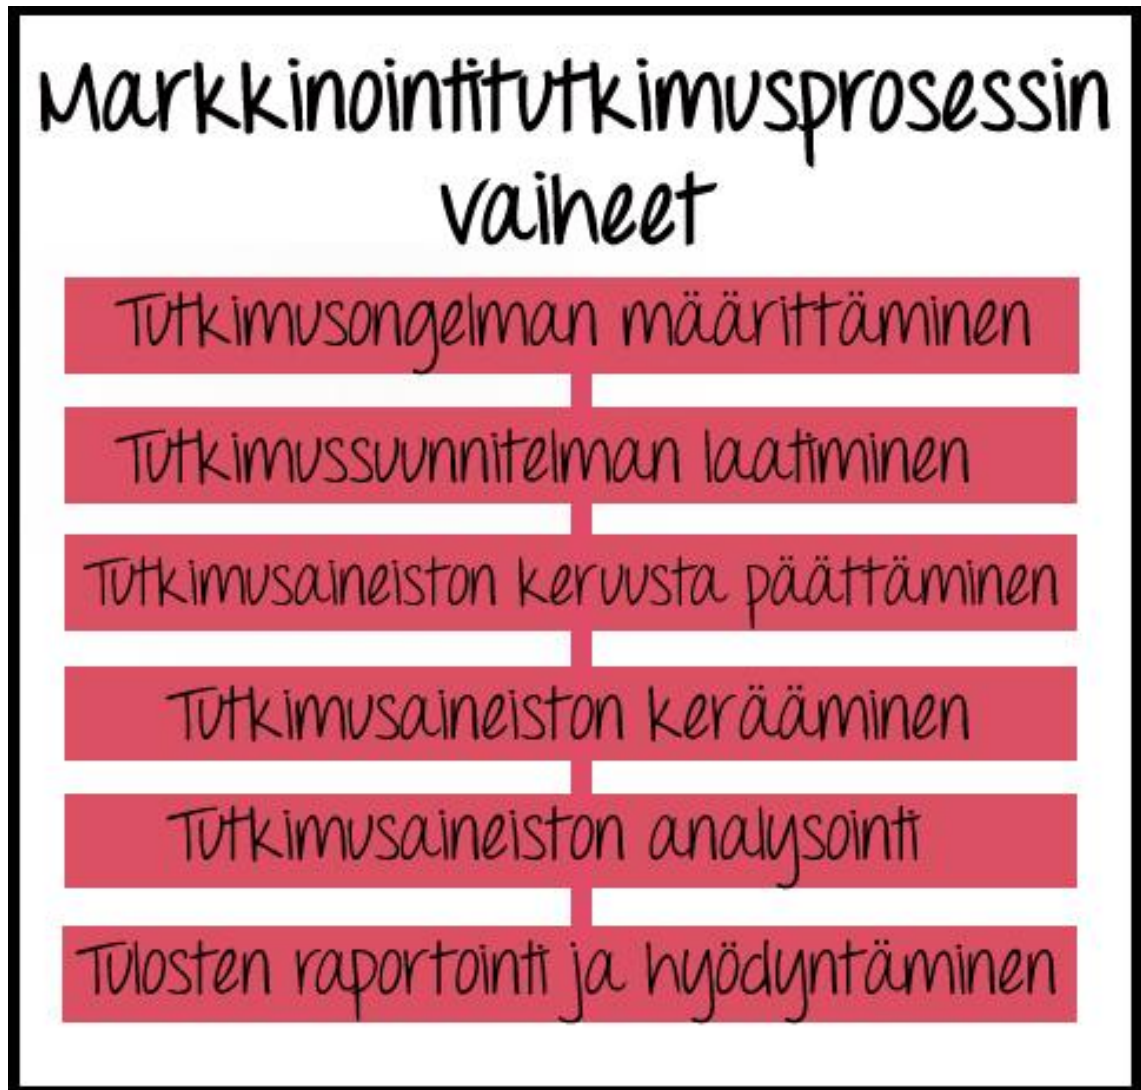 Markkinointitutkimusprosessin
vaiheet
Tutkimusongelman määrittäminen
Tutkimussuunnitelman laatiminen
Tutkimusaineiston keruusta päättäminen
Tutkimusaineiston kerääminen
Tutkimusaineiston analysointi
Tulosten raportointi ja hyödyntäminen